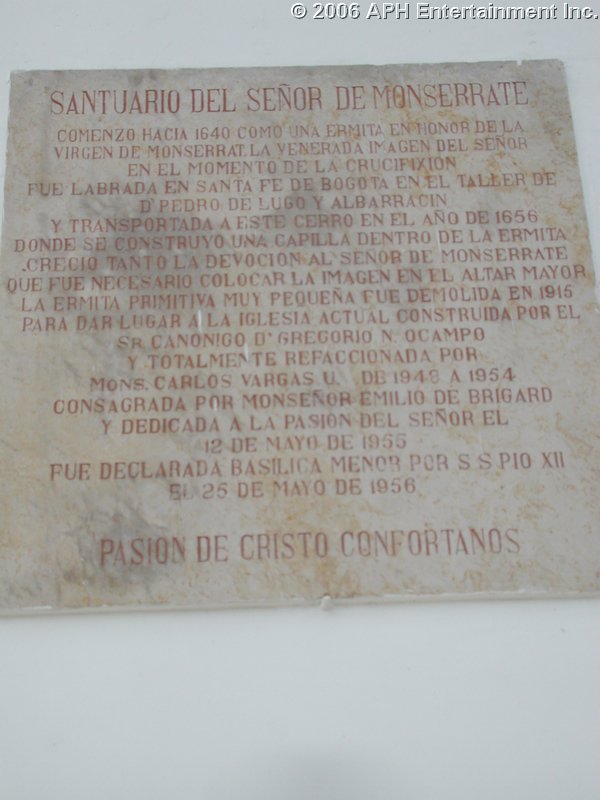 © 2006 APH Entertainment Inc.
SANTUARIO DEL SEÑOR DE MONSERRATE
COMENZO HACIA 1640 COMO UNA ERMITA EN HONOR DE LA
VIRGEN DE MONSERRAT. LA VENERADA IMAGEN DEL SEÑOR
EN EL MOMENTO DE LA CRUCIFIXION
FUE LABRADA EN SANTA FE DE BOGOTA EN EL TALLER DE
D' PEDRO DE LUGO Y ALBARRACIN
Y TRANSPORTADA A ESTE CERRO EN EL AÑO DE 1656
DONDE SE CONSTRUYO UNA CAPILLA DENTRO DE LA ERMITA
.CRECIO TANTO LA DEVOCION AL SEÑOR DE MONSERRATE
QUE FUE NECESARIO COLOCAR LA IMAGEN EN EL ALTAR MAYOR
LA ERMITA PRIMITIVA MUY PEQUEÑA FUE DEMOLIDA EN 1915
PARA DAR LUGAR A LA IGLESIA ACTUAL CONSTRUIDA POR EL
SR. CANONIGO D' GREGORIO N. OCAMPO
Y TOTALMENTE REFACCIONADA POR
MONS. CARLOS VARGAS U. DE 1948 A 1954
CONSAGRADA POR MONSEÑOR EMILIO DE BRIGARD
Y DEDICADA A LA PASION DEL SEÑOR EL
12 DE MAYO DE 1955
FUE DECLARADA BASILICA MENOR POR S.S PIO XII
EL 25 DE MAYO DE 1956
PASION DE CRISTO CONFORTANOS